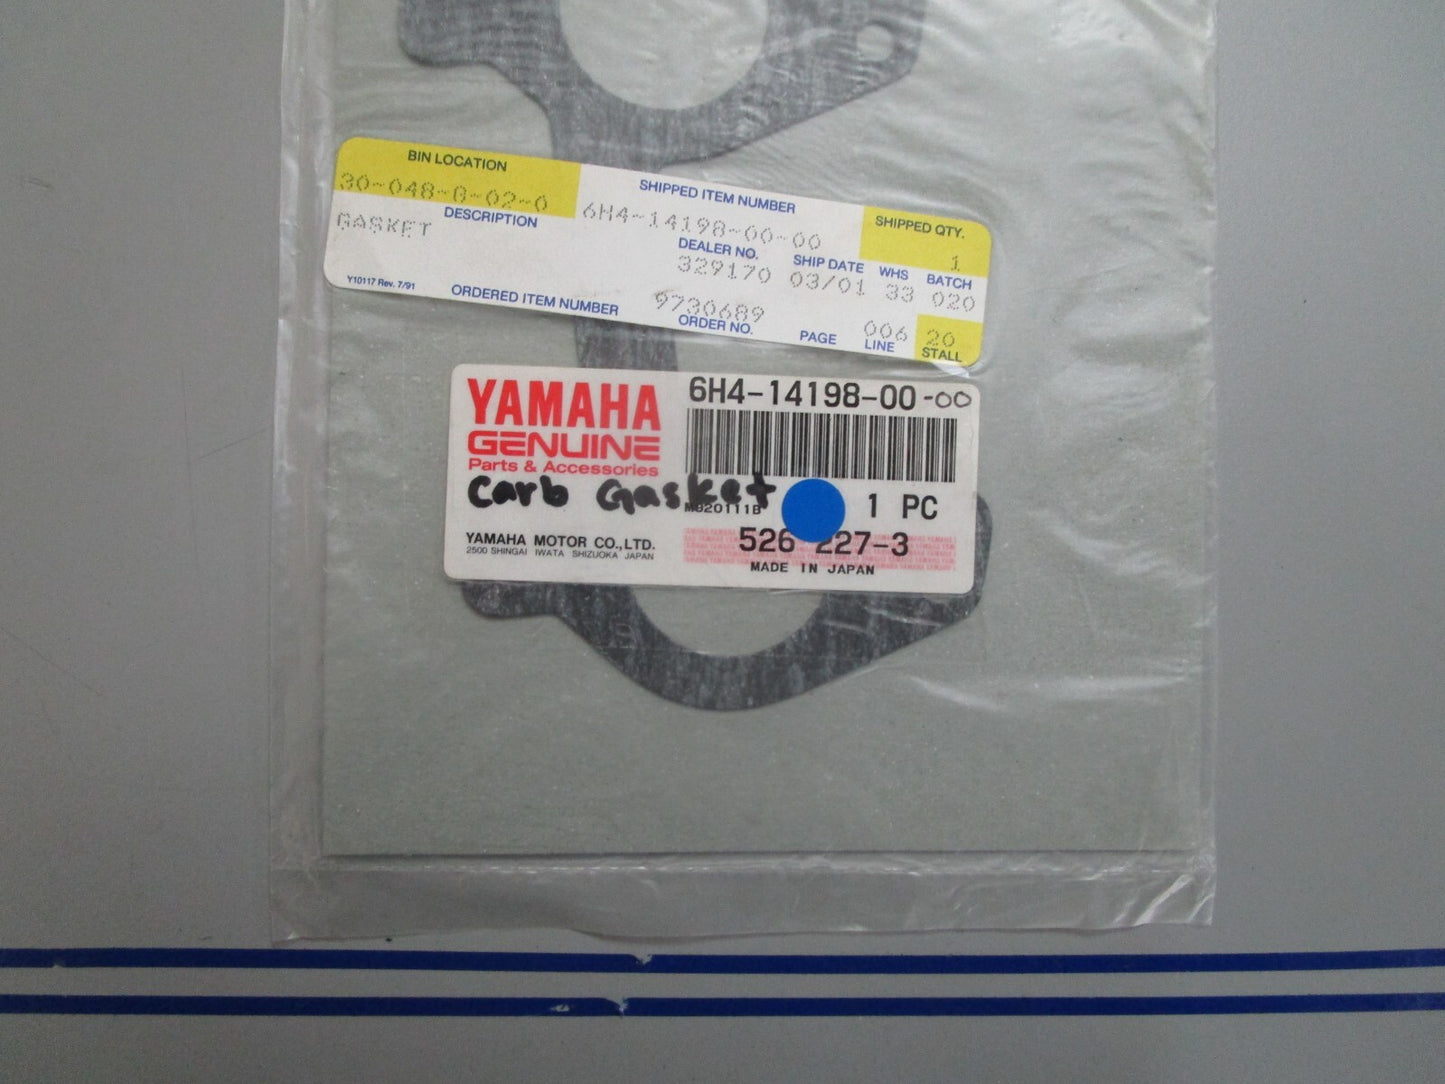 BIN LOCATION
30-048-B-02-0
SHIPPED ITEM NUMBER
6H4-14198-00-00
SHIPPED QTY.
1
DESCRIPTION
GASKET
DEALER NO.
329170
SHIP DATE
03/01
WHS
33
BATCH
020
Y10117 Rev. 7/91
ORDERED ITEM NUMBER
9730689
ORDER NO.
PAGE
006
LINE
20
STALL
YAMAHA
GENUINE
Parts & Accessories
6H4-14198-00-00
Carb Gasket
1 PC
YAMAHA MOTOR CO.,LTD.
2500 SHINGAI IWATA SHIZUOKA JAPAN
526 227-3
MADE IN JAPAN